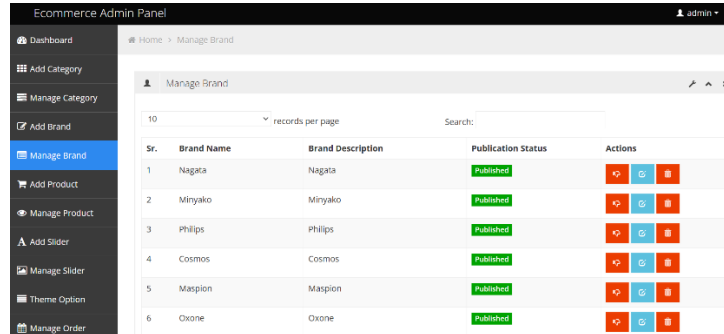 Ecommerce Admin Panel
admin
Dashboard
Add Category
Manage Category
Add Brand
Manage Brand
Add Product
Manage Product
Add Slider
Manage Slider
Theme Option
Manage Order
Home > Manage Brand
Manage Brand
10 records per page Search:
Sr. Brand Name Brand Description Publication Status Actions
1 Nagata Nagata Published
2 Minyako Minyako Published
3 Philips Philips Published
4 Cosmos Cosmos Published
5 Maspion Maspion Published
6 Oxone Oxone Published